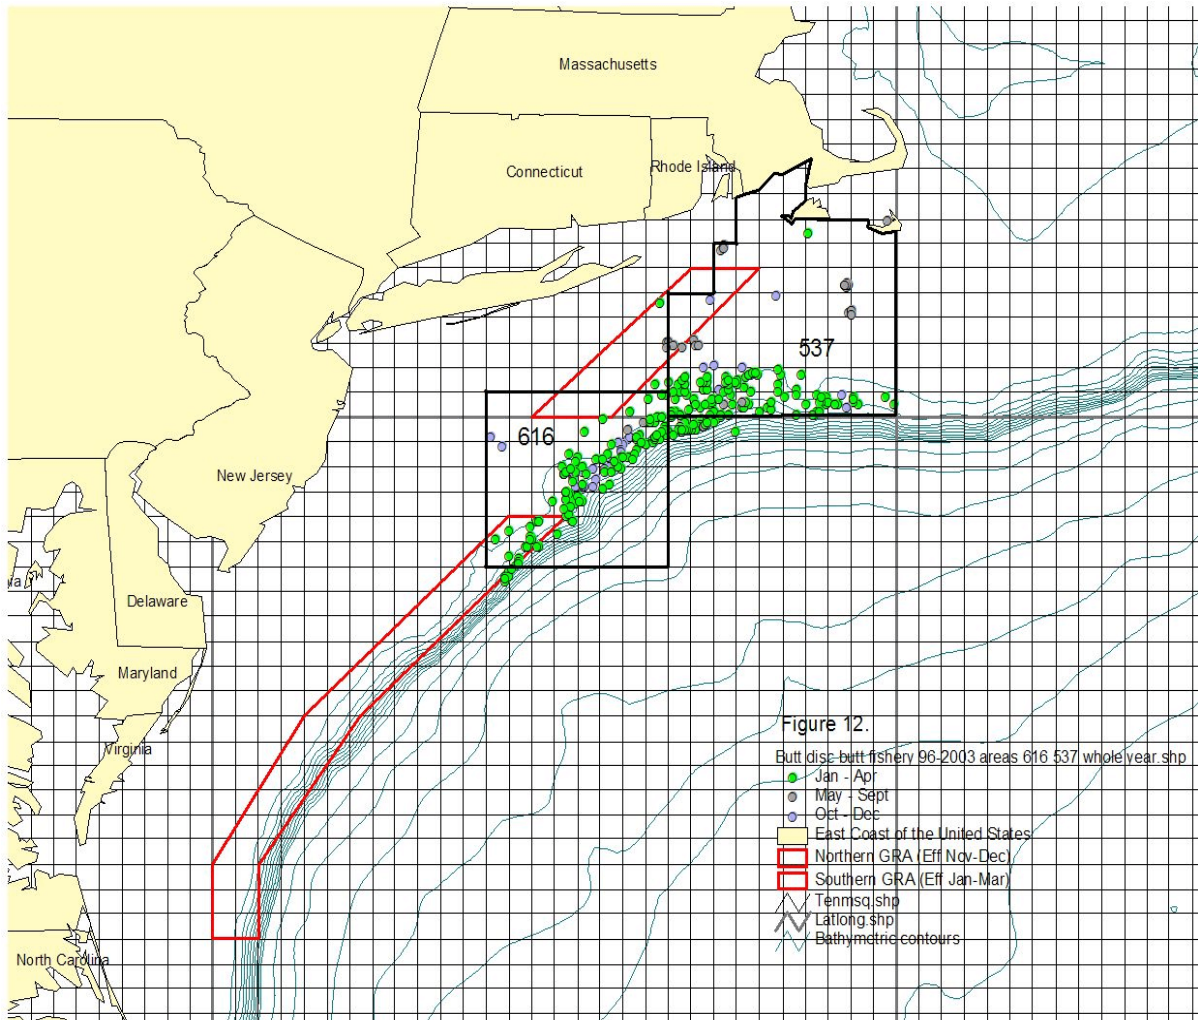 Massachusetts
Connecticut
Rhode Island
537
616
New Jersey
Delaware
Maryland
Virginia
North Carolina
Figure 12.
Butt disc butt fishery 96-2003 areas 616 537 whole year.shp
Jan - Apr
May - Sept
Oct - Dec
East Coast of the United States
Northern GRA (Eff Nov-Dec)
Southern GRA (Eff Jan-Mar)
Tenmsq.shp
Latlong.shp
Bathymetric contours